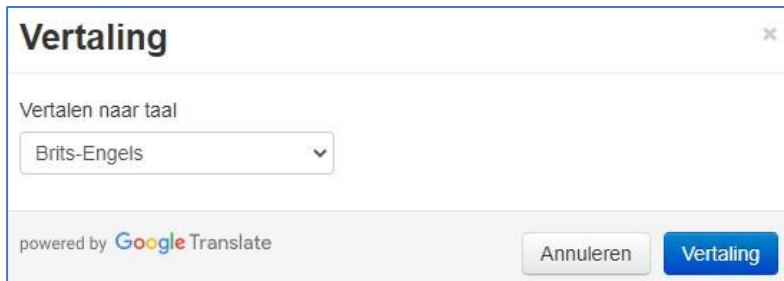 Vertaling
×
Vertalen naar taal
Brits-Engels
powered by Google Translate
Annuleren
Vertaling